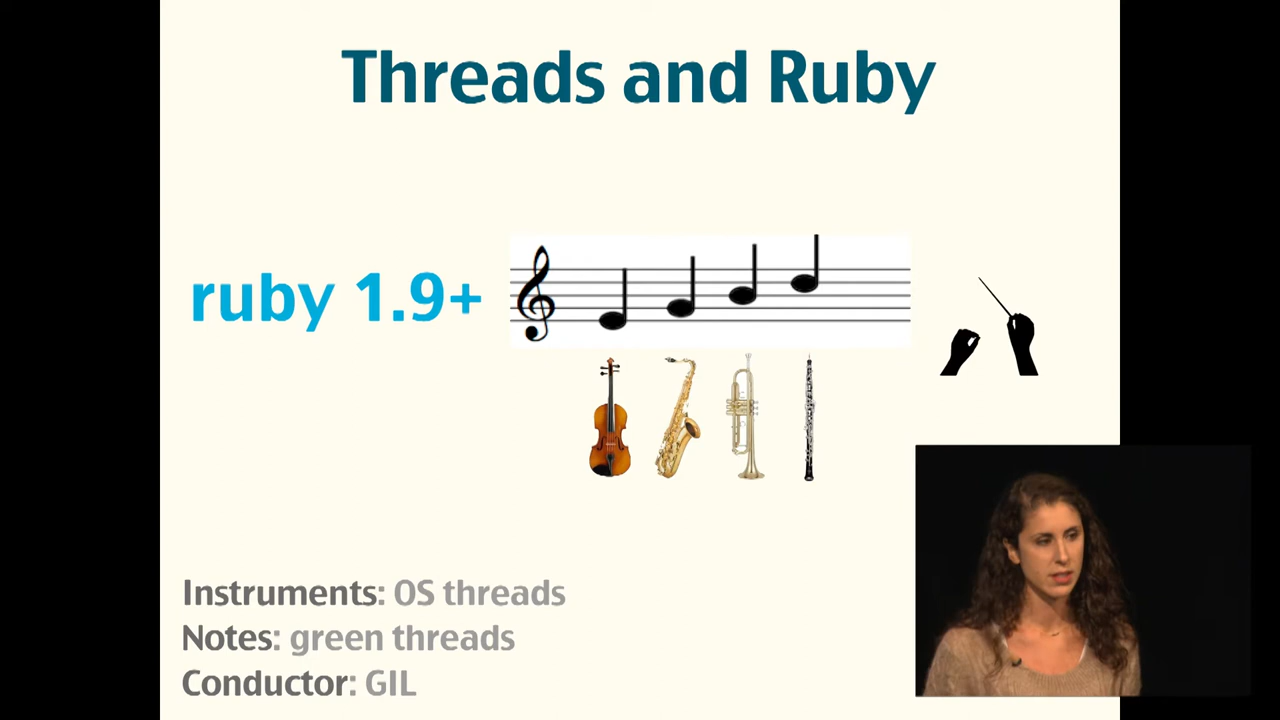 Threads and Ruby
ruby 1.9+
Instruments: OS threads
Notes: green threads
Conductor: GIL